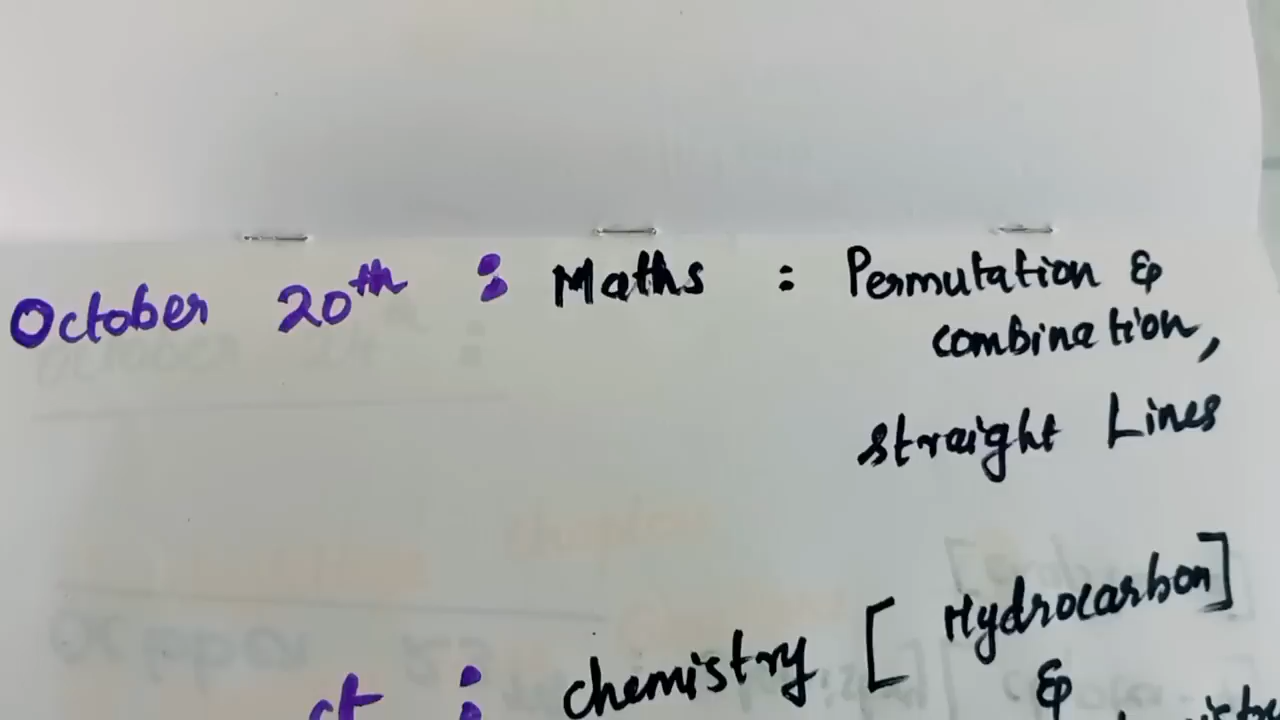 October 20th : Maths : Permutation &
combination,
straight Lines
chemistry [Hydrocarbon]
&